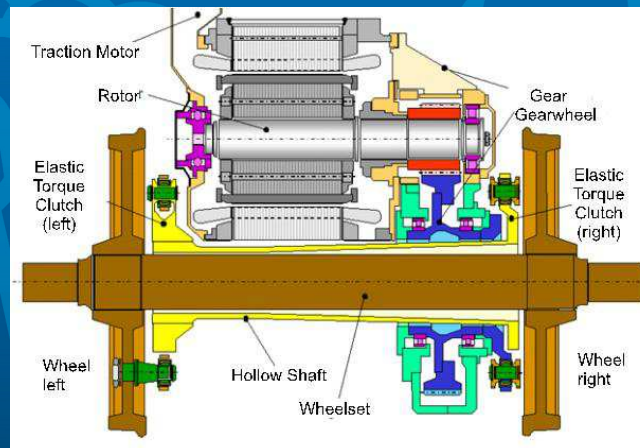 Traction Motor
Rotor
Gear
Gearwheel
Elastic
Torque
Clutch
(left)
Elastic
Torque
Clutch
(right)
Wheel
left
Hollow Shaft
Wheelset
Wheel
right